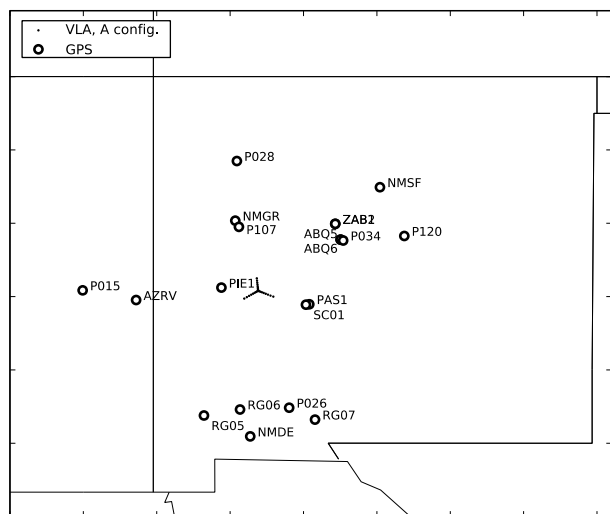 VLA, A config.
GPS
P028
NMSF
NMGR
P107
ABQ5
P034
ABQ6
P120
P015
AZRV
PIE1
PAS1
SC01
RG06
P026
RG05
RG07
NMDE